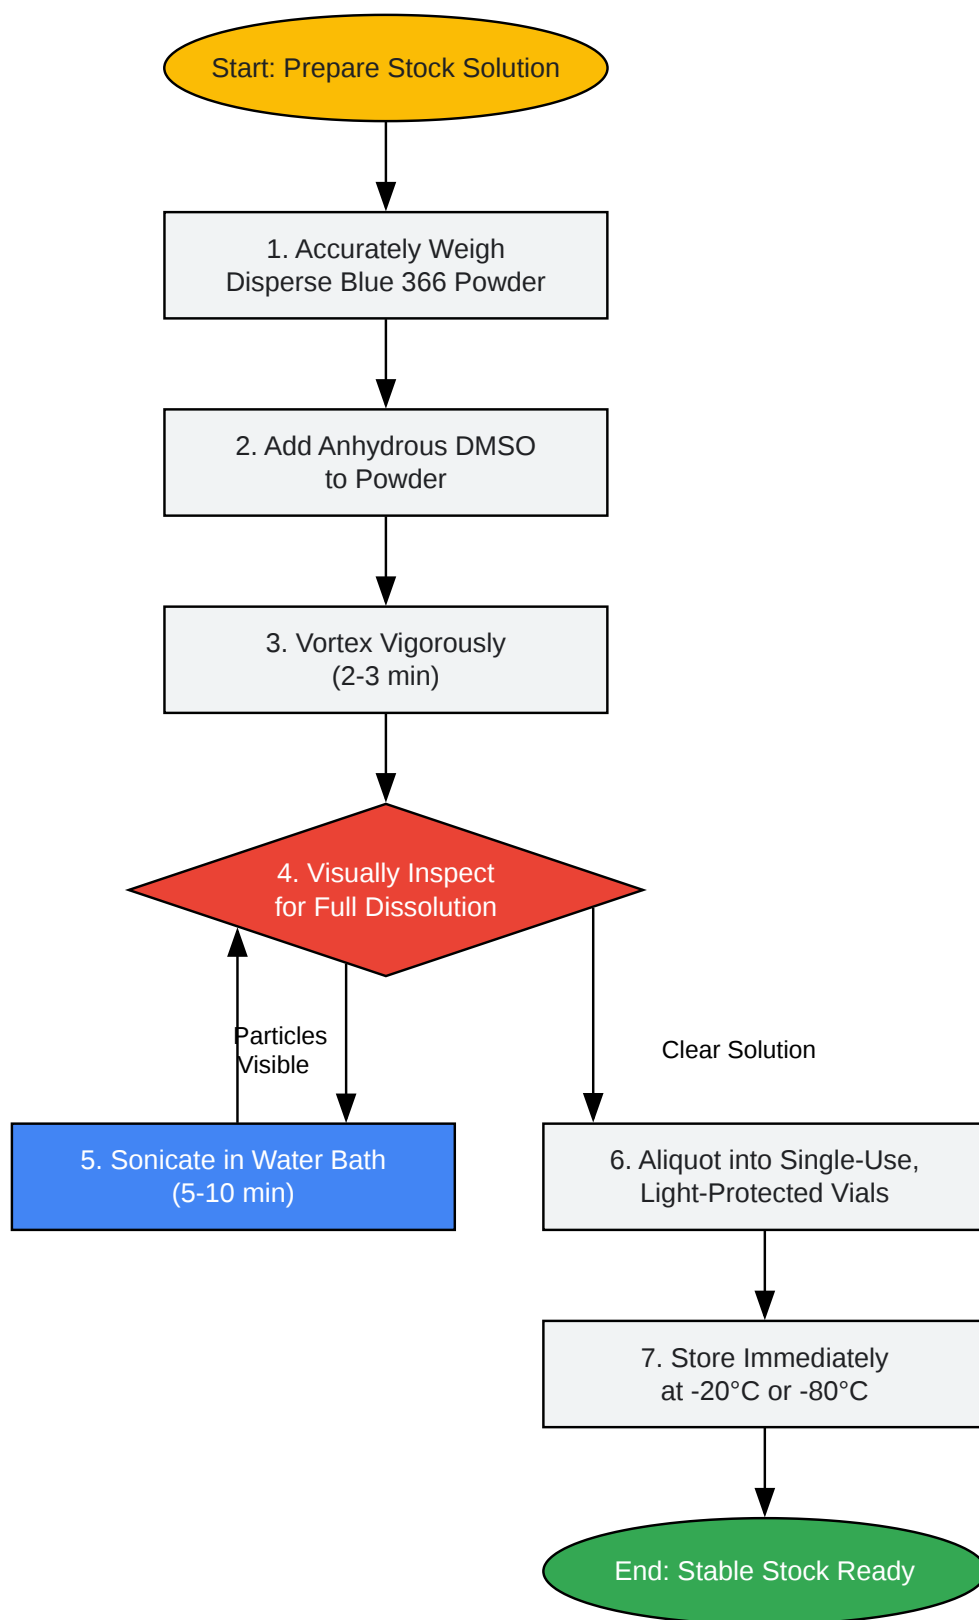 Start: Prepare Stock Solution
1. Accurately Weigh
Disperse Blue 366 Powder
2. Add Anhydrous DMSO
to Powder
3. Vortex Vigorously
(2-3 min)
4. Visually Inspect
for Full Dissolution
Particles
Visible
Clear Solution
5. Sonicate in Water Bath
(5-10 min)
6. Aliquot into Single-Use,
Light-Protected Vials
7. Store Immediately
at -20°C or -80°C
End: Stable Stock Ready